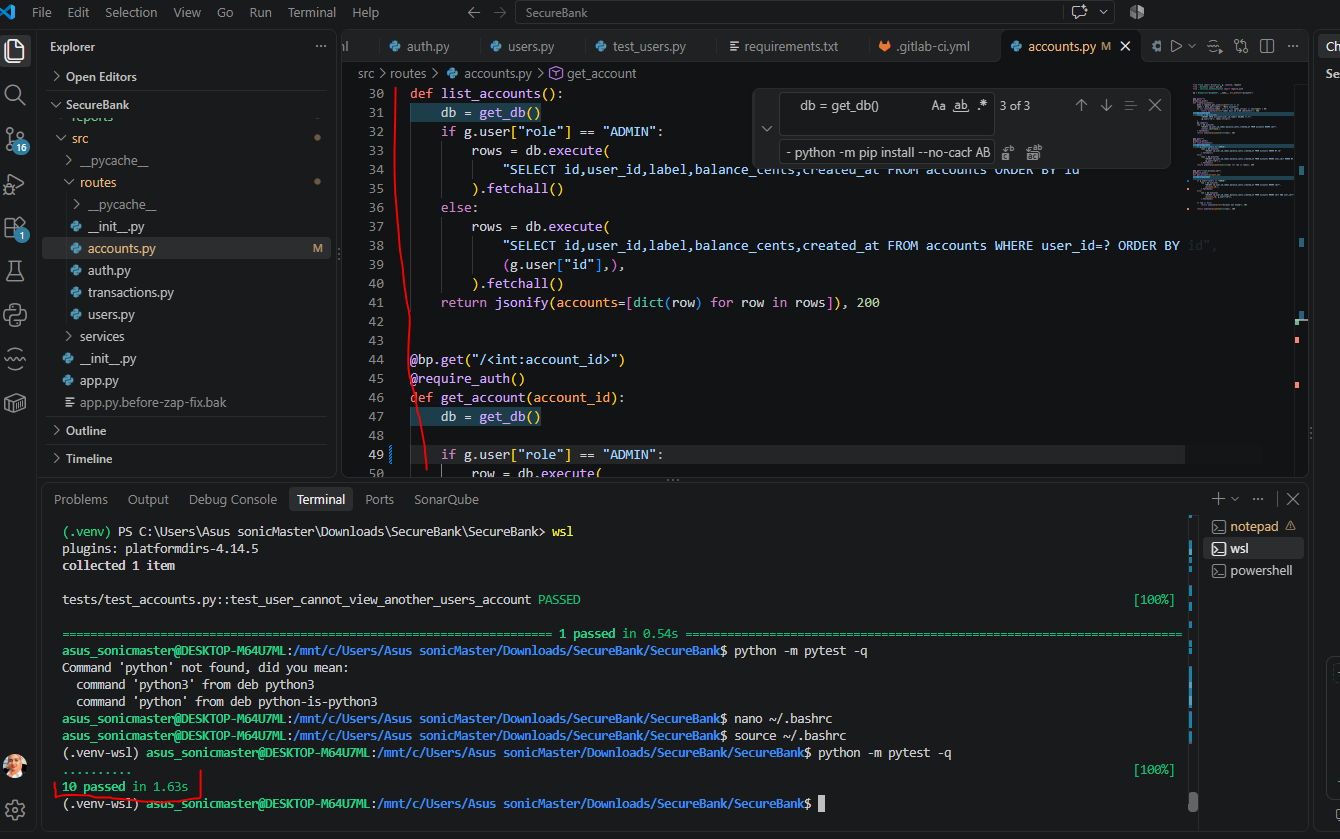 File Edit Selection View Go Run Terminal Help
SecureBank
Explorer
Open Editors
SecureBank
reports
src
__pycache__
routes
__pycache__
__init__.py
accounts.py M
auth.py
transactions.py
users.py
services
__init__.py
app.py
app.py.before-zap-fix.bak
Outline
Timeline
16
1
auth.py users.py test_users.py requirements.txt .gitlab-ci.yml accounts.py M
src > routes > accounts.py > get_account
db = get_db() Aa ab .* 3 of 3
- python -m pip install --no-cach AB
30 def list_accounts():
31 db = get_db()
32 if g.user["role"] == "ADMIN":
33 rows = db.execute(
34 "SELECT id,user_id,label,balance_cents,created_at FROM accounts ORDER BY id"
35 ).fetchall()
36 else:
37 rows = db.execute(
38 "SELECT id,user_id,label,balance_cents,created_at FROM accounts WHERE user_id=? ORDER BY id",
39 (g.user["id"],),
40 ).fetchall()
41 return jsonify(accounts=[dict(row) for row in rows]), 200
42
43
44 @bp.get("/<int:account_id>")
45 @require_auth()
46 def get_account(account_id):
47 db = get_db()
48
49 if g.user["role"] == "ADMIN":
50 row = db.execute(
Problems Output Debug Console Terminal Ports SonarQube
(.venv) PS C:\Users\Asus sonicMaster\Downloads\SecureBank\SecureBank> wsl
plugins: platformdirs-4.14.5
collected 1 item
tests/test_accounts.py::test_user_cannot_view_another_users_account PASSED [100%]
1 passed in 0.54s
asus_sonicmaster@DESKTOP-M64U7ML:/mnt/c/Users/Asus sonicMaster/Downloads/SecureBank/SecureBank$ python -m pytest -q
Command 'python' not found, did you mean:
command 'python3' from deb python3
command 'python' from deb python-is-python3
asus_sonicmaster@DESKTOP-M64U7ML:/mnt/c/Users/Asus sonicMaster/Downloads/SecureBank/SecureBank$ nano ~/.bashrc
asus_sonicmaster@DESKTOP-M64U7ML:/mnt/c/Users/Asus sonicMaster/Downloads/SecureBank/SecureBank$ source ~/.bashrc
(.venv-wsl) asus_sonicmaster@DESKTOP-M64U7ML:/mnt/c/Users/Asus sonicMaster/Downloads/SecureBank/SecureBank$ python -m pytest -q
.......... [100%]
10 passed in 1.63s
(.venv-wsl) asus_sonicmaster@DESKTOP-M64U7ML:/mnt/c/Users/Asus sonicMaster/Downloads/SecureBank/SecureBank$
notepad
wsl
powershell